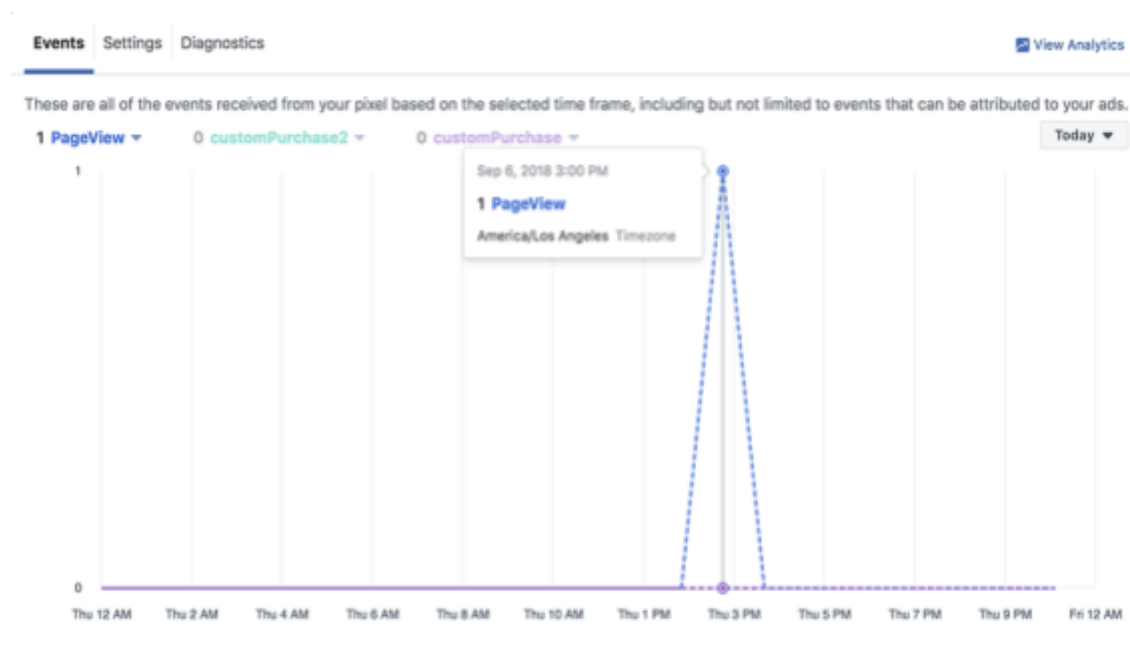 Events Settings Diagnostics View Analytics
These are all of the events received from your pixel based on the selected time frame, including but not limited to events that can be attributed to your ads.
1 PageView 0 customPurchase2 0 customPurchase Today
Sep 6, 2018 3:00 PM
1 PageView
America/Los Angeles Timezone
1
0
Thu 12 AM Thu 2 AM Thu 4 AM Thu 6 AM Thu 8 AM Thu 10 AM Thu 1 PM Thu 3 PM Thu 5 PM Thu 7 PM Thu 9 PM Fri 12 AM